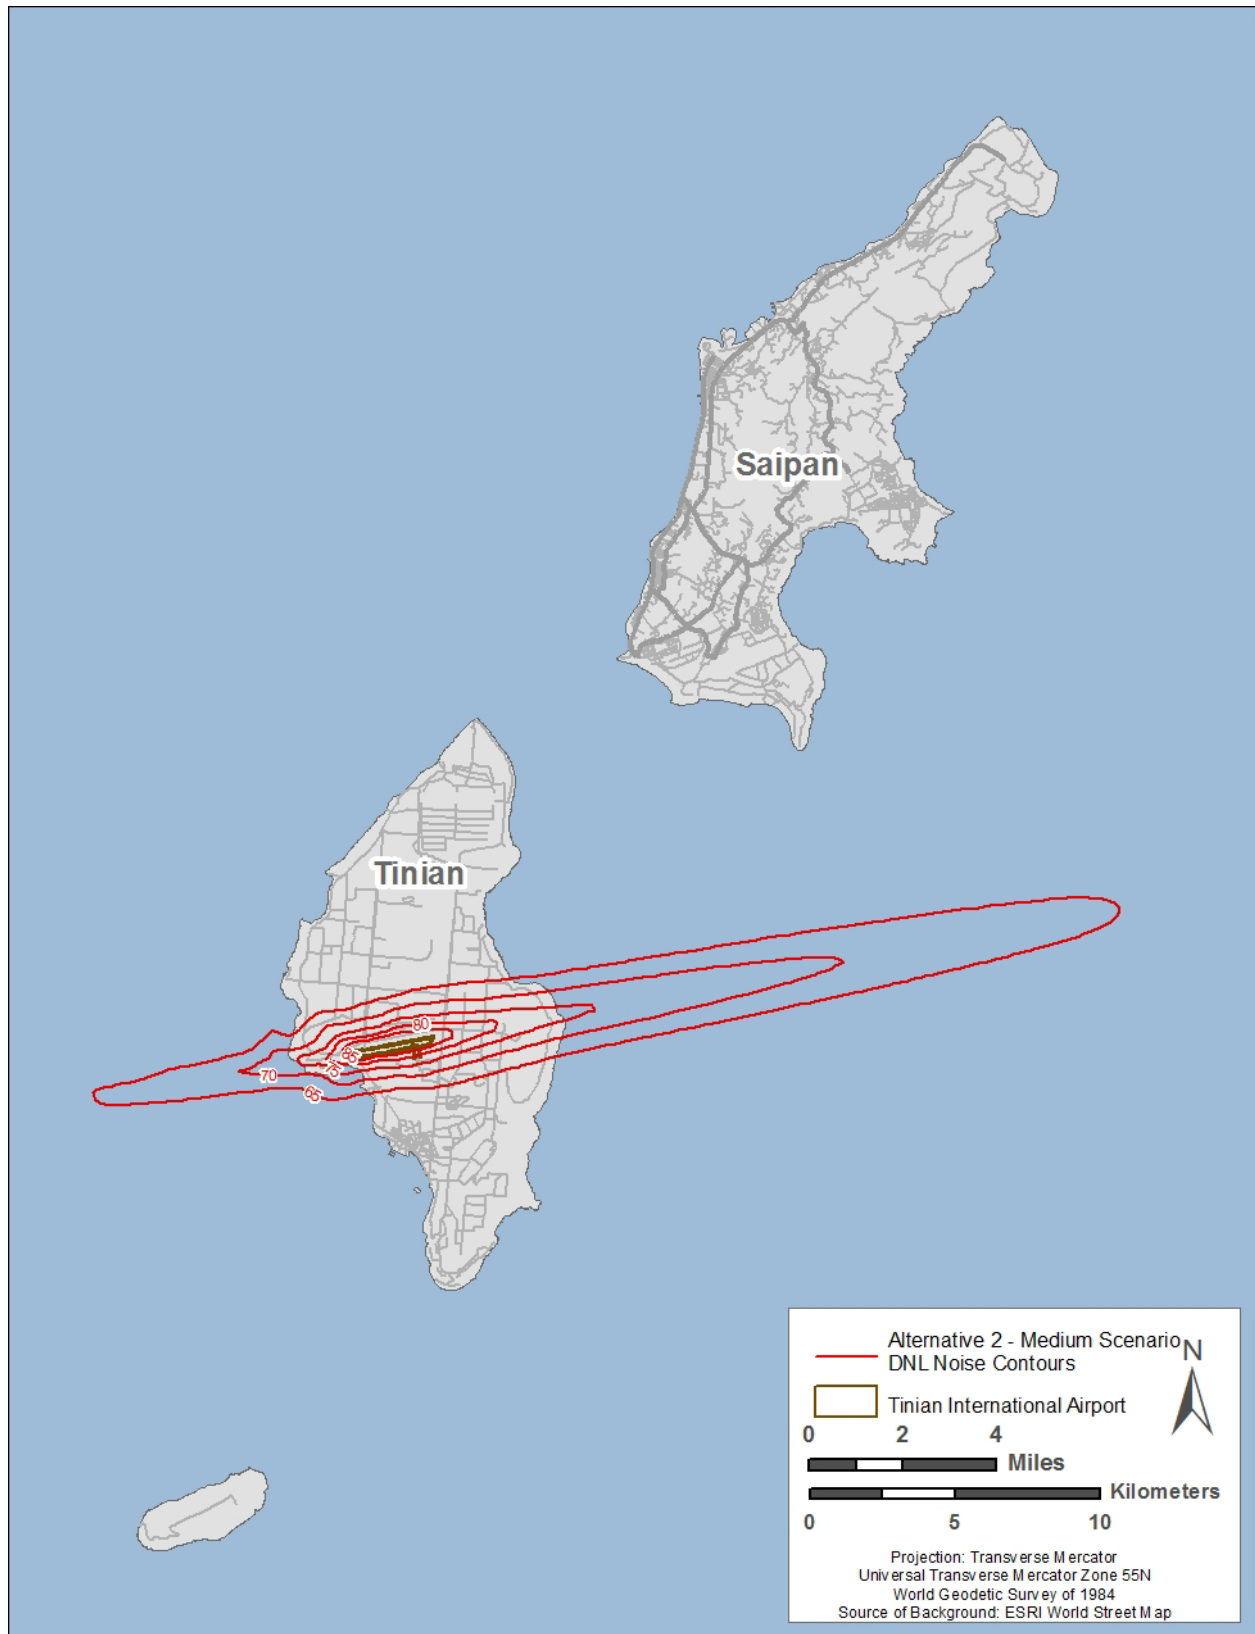 Saipan
Tinian
80
85
75
70
65
Alternative 2 - Medium Scenario
DNL Noise Contours
N
Tinian International Airport
0 2 4
Miles
Kilometers
0 5 10
Projection: Transverse Mercator
Universal Transverse Mercator Zone 55N
World Geodetic Survey of 1984
Source of Background: ESRI World Street Map